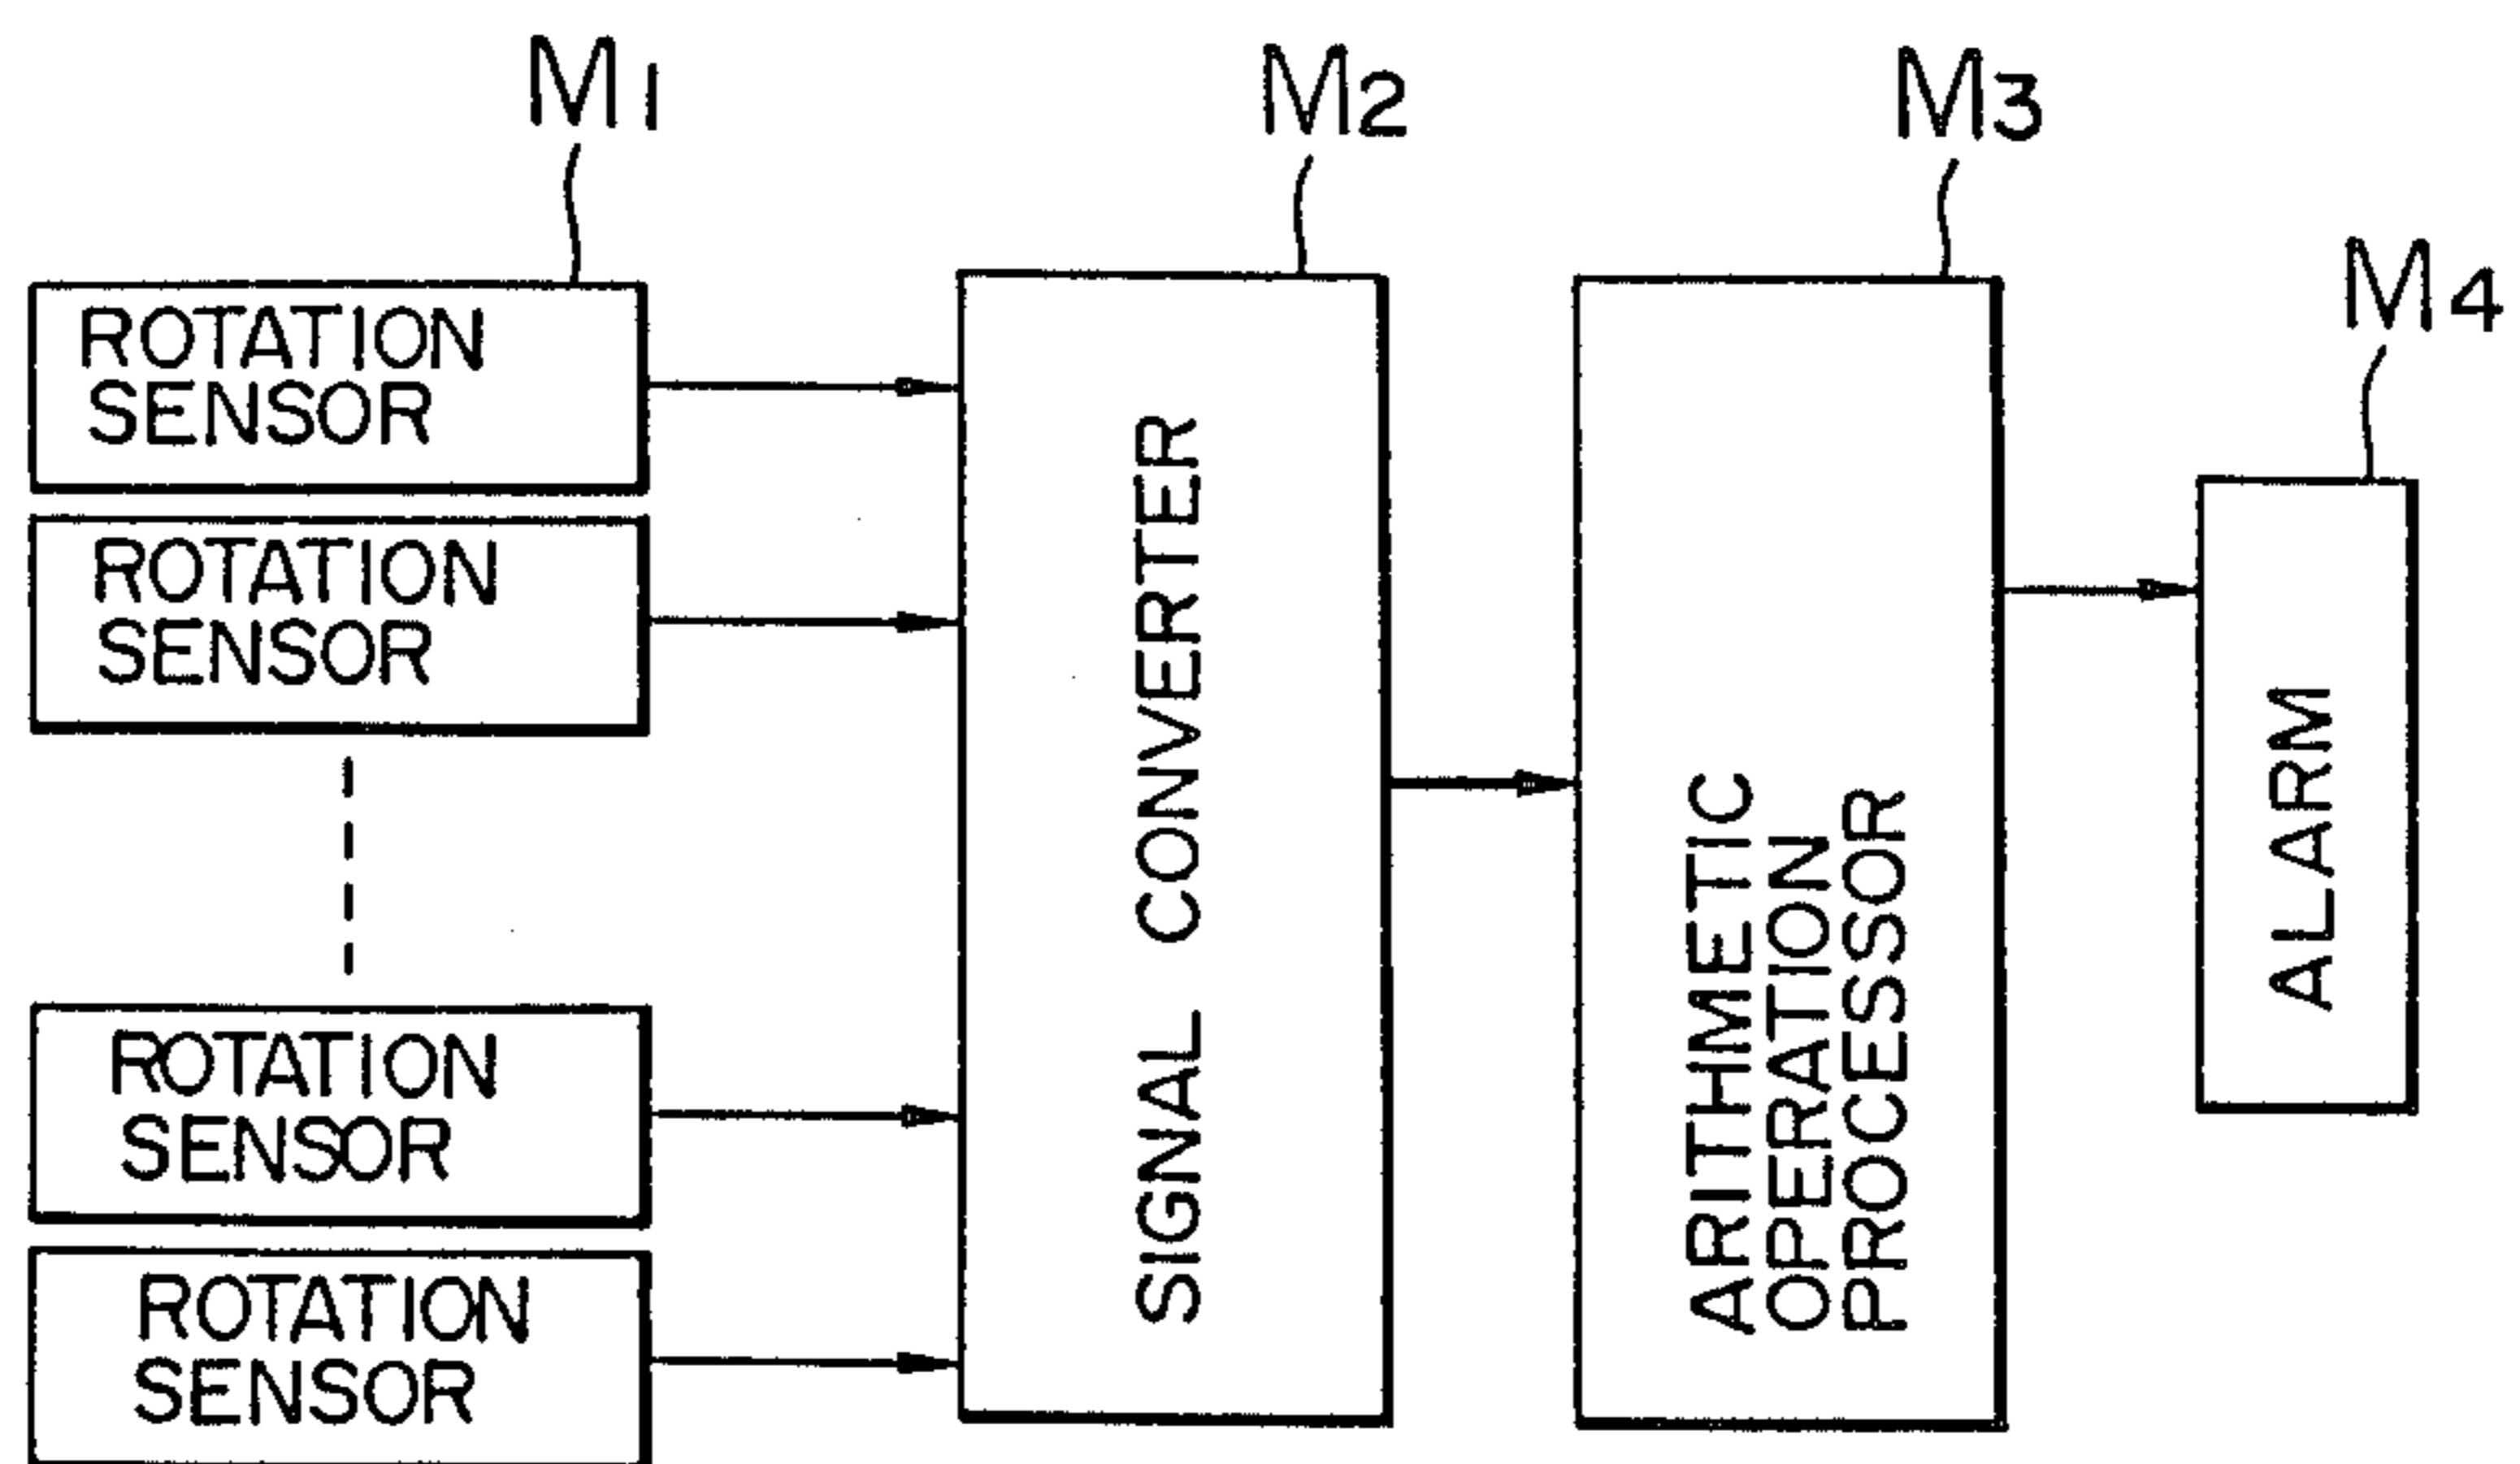 M1
M2
M3
M4
ROTATION
SENSOR
ROTATION
SENSOR
ROTATION
SENSOR
ROTATION
SENSOR
SIGNAL CONVERTER
ARITHMETIC
OPERATION
PROCESSOR
ALARM